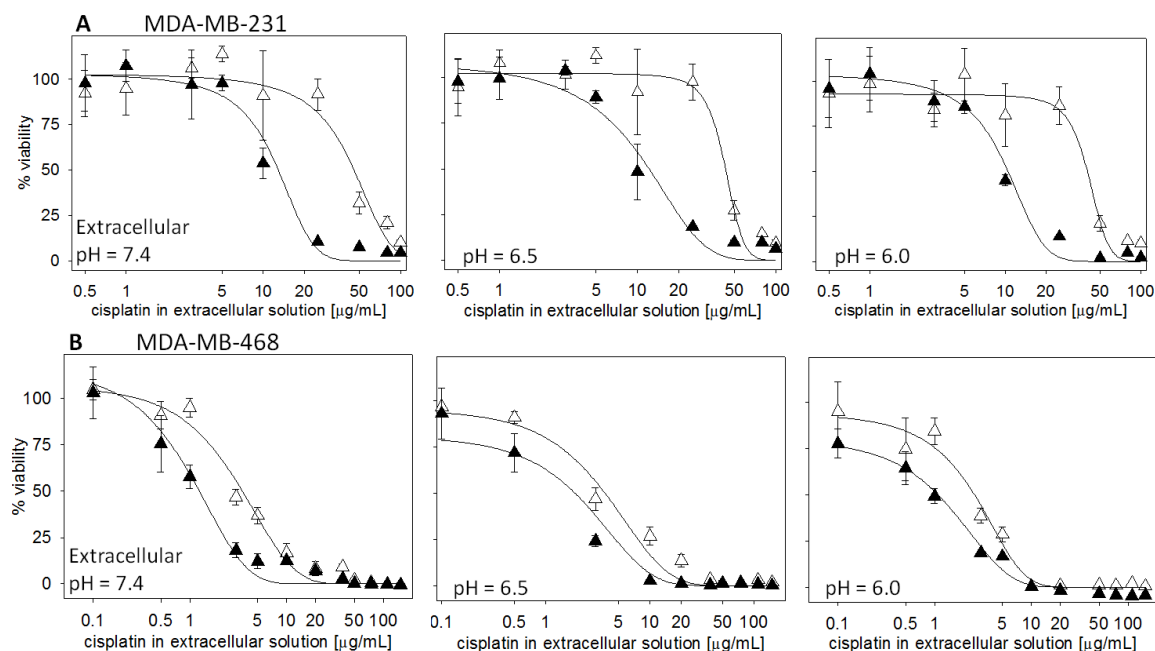 A MDA-MB-231
% viability
100
75
50
25
0
Extracellular
pH = 7.4
0.5 1 5 10 20 50 100
cisplatin in extracellular solution [μg/mL]
pH = 6.5
0.5 1 5 10 20 50 100
cisplatin in extracellular solution [μg/mL]
pH = 6.0
0.5 1 5 10 20 50 100
cisplatin in extracellular solution [μg/mL]
B MDA-MB-468
% viability
100
75
50
25
0
Extracellular
pH = 7.4
0.1 0.5 1 5 10 20 50 100
cisplatin in extracellular solution [μg/mL]
pH = 6.5
0.1 0.5 1 5 10 20 50 100
cisplatin in extracellular solution [μg/mL]
pH = 6.0
0.1 0.5 1 5 10 20 50 100
cisplatin in extracellular solution [μg/mL]